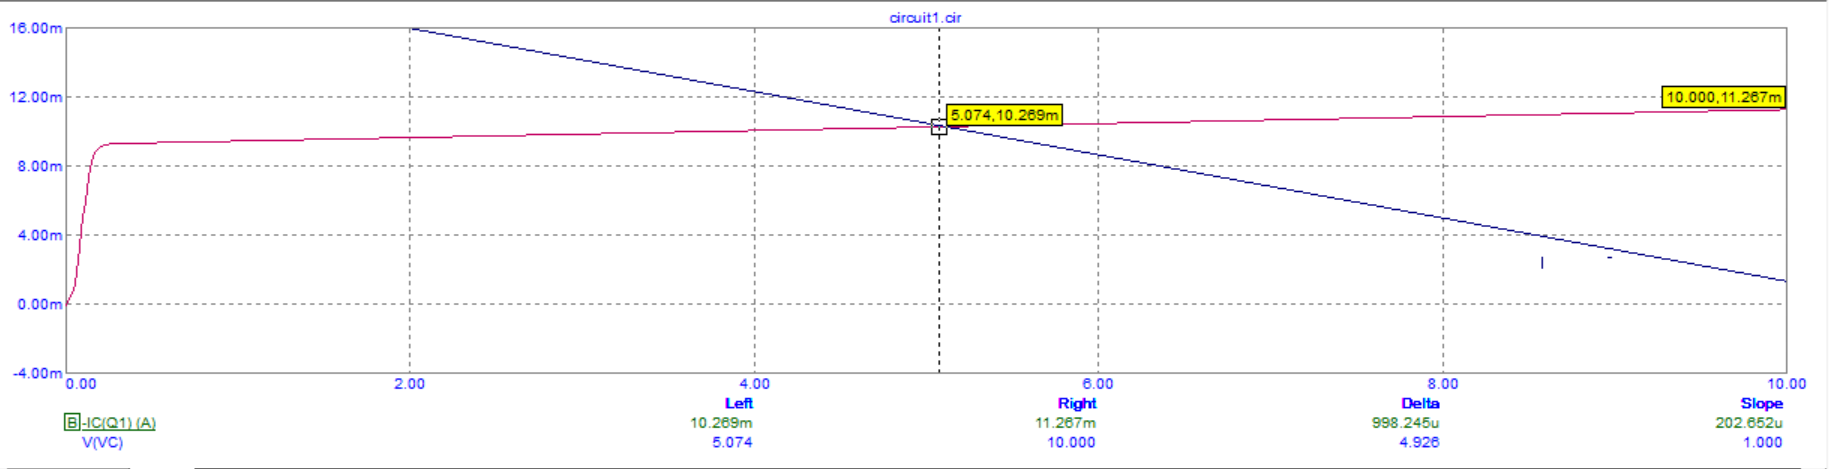 circuit1.cir
16.00m
12.00m
10.000,11.267m
5.074,10.269m
8.00m
4.00m
0.00m
-4.00m
0.00 2.00 4.00 6.00 8.00 10.00
Left Right Delta Slope
B -IC(Q1) (A) 10.269m 11.267m 998.245u 202.652u
V(VC) 5.074 10.000 4.926 1.000